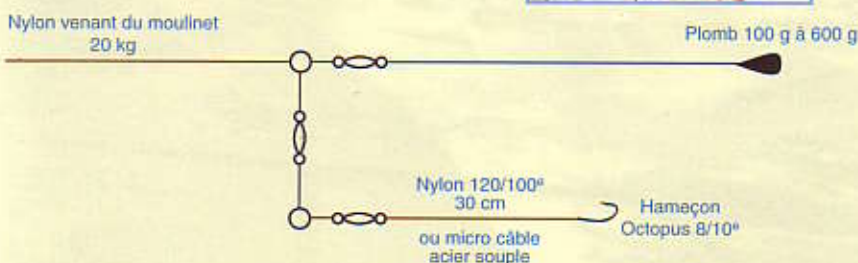 Nylon venant du moulinet
20 kg
Plomb 100 g à 600 g
Nylon 120/100ᵉ
30 cm
ou micro câble
acier souple
Hameçon
Octopus 8/10ᵉ